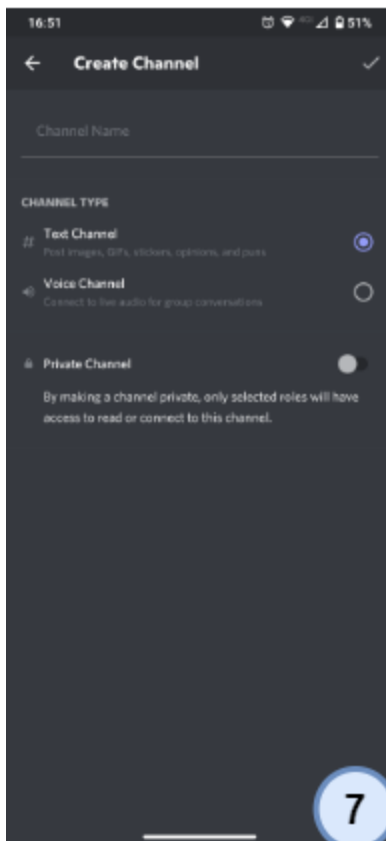 16:51 51%
Create Channel
Channel Name
CHANNEL TYPE
Text Channel
Post images, GIFs, stickers, opinions, and puns
Voice Channel
Connect to live audio for group conversations
Private Channel
By making a channel private, only selected roles will have
access to read or connect to this channel.
7